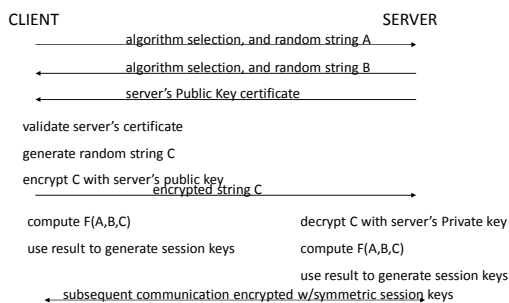 CLIENT SERVER
algorithm selection, and random string A
algorithm selection, and random string B
server's Public Key certificate
validate server's certificate
generate random string C
encrypt C with server's public key
encrypted string C
compute F(A,B,C) decrypt C with server's Private key
use result to generate session keys compute F(A,B,C)
use result to generate session keys
subsequent communication encrypted w/symmetric session keys